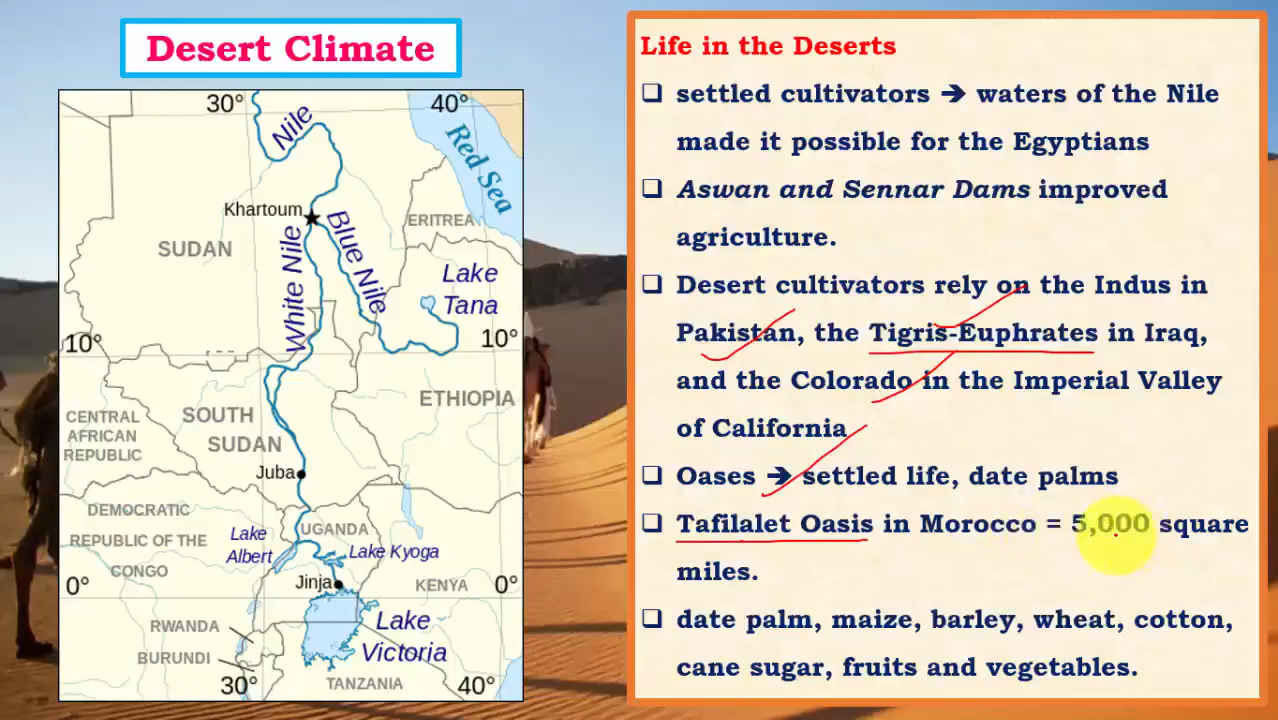 Desert Climate
30°
40°
Nile
Red Sea
Khartoum
ERITREA
SUDAN
White Nile
Blue Nile
Lake
Tana
10°
10°
ETHIOPIA
CENTRAL
AFRICAN
REPUBLIC
SOUTH
SUDAN
Juba
DEMOCRATIC
REPUBLIC OF THE
CONGO
UGANDA
Lake
Albert
Lake Kyoga
Jinja
0°
KENYA
0°
RWANDA
Lake
Victoria
BURUNDI
30°
TANZANIA
40°
Life in the Deserts
❑ settled cultivators ➔ waters of the Nile
made it possible for the Egyptians
❑ Aswan and Sennar Dams improved
agriculture.
❑ Desert cultivators rely on the Indus in
Pakistan, the Tigris-Euphrates in Iraq,
and the Colorado in the Imperial Valley
of California
❑ Oases ➔ settled life, date palms
❑ Tafilalet Oasis in Morocco = 5,000 square
miles.
❑ date palm, maize, barley, wheat, cotton,
cane sugar, fruits and vegetables.